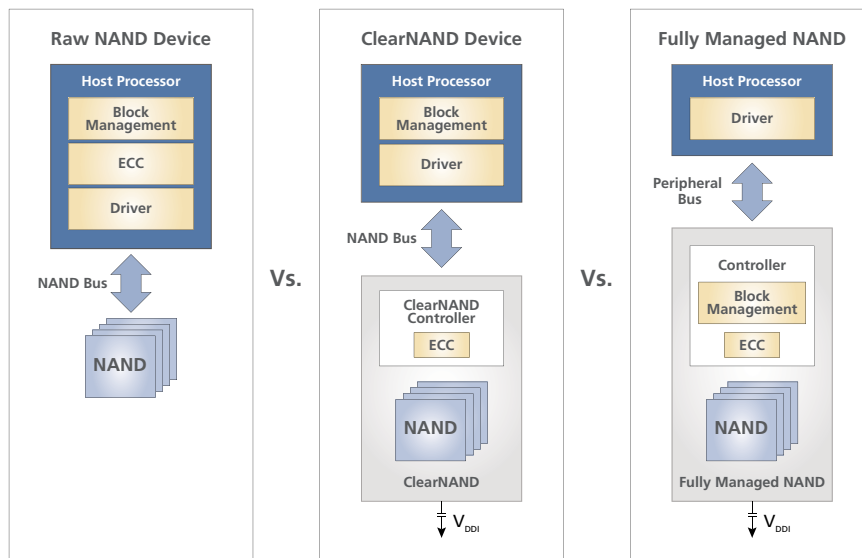 Raw NAND Device
Host Processor
Block
Management
ECC
Driver
NAND Bus
NAND
Vs.
ClearNAND Device
Host Processor
Block
Management
Driver
NAND Bus
ClearNAND
Controller
ECC
NAND
ClearNAND
VDDI
Vs.
Fully Managed NAND
Host Processor
Driver
Peripheral
Bus
Controller
Block
Management
ECC
NAND
Fully Managed NAND
VDDI